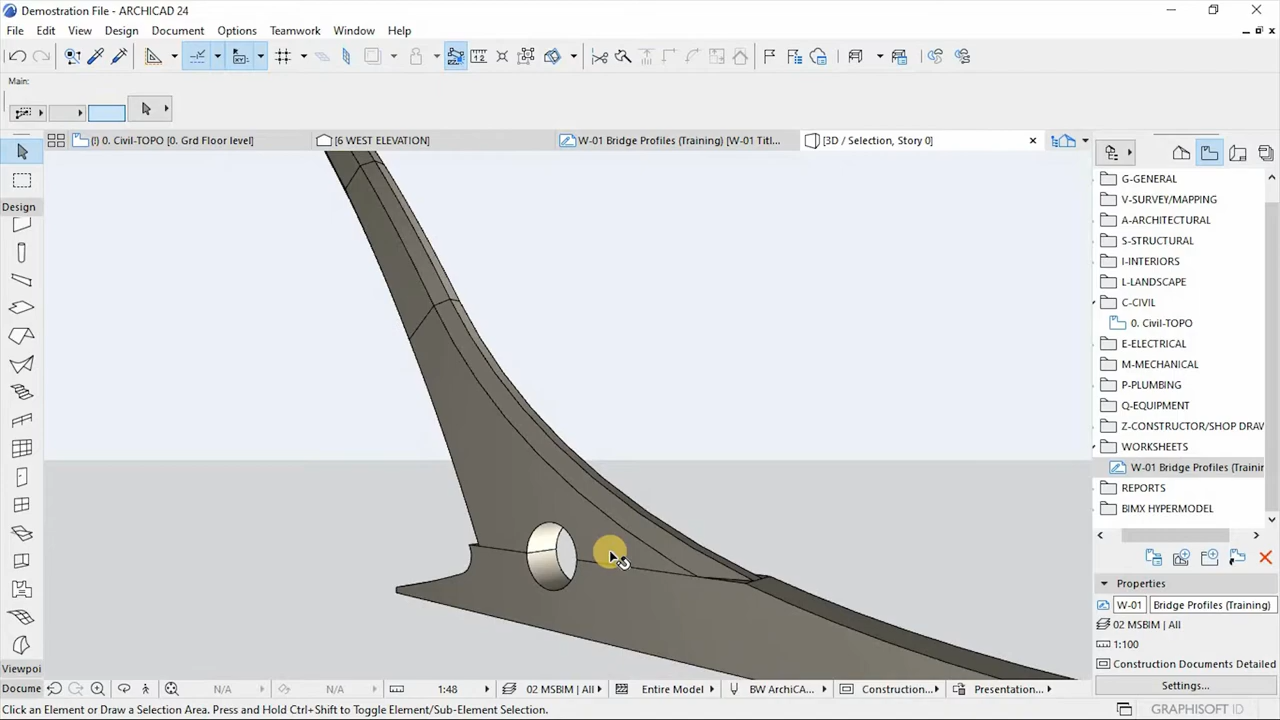 Demostration File - ARCHICAD 24
File Edit View Design Document Options Teamwork Window Help
Main:
(!) 0. Civil-TOPO [0. Grd Floor level]
[6 WEST ELEVATION]
W-01 Bridge Profiles (Training) [W-01 Titl...
[3D / Selection, Story 0]
Design
G-GENERAL
V-SURVEY/MAPPING
A-ARCHITECTURAL
S-STRUCTURAL
I-INTERIORS
L-LANDSCAPE
C-CIVIL
0. Civil-TOPO
E-ELECTRICAL
M-MECHANICAL
P-PLUMBING
Q-EQUIPMENT
Z-CONSTRUCTOR/SHOP DRAW
WORKSHEETS
W-01 Bridge Profiles (Trainin
REPORTS
BIMX HYPERMODEL
Properties
W-01 Bridge Profiles (Training)
02 MSBIM | All
1:100
Construction Documents Detailed
Settings...
Viewpoi
Docume
N/A N/A 1:48 02 MSBIM | All Entire Model BW ArchiCA... Construction... Presentation...
Click an Element or Draw a Selection Area. Press and Hold Ctrl+Shift to Toggle Element/Sub-Element Selection.
GRAPHISOFT ID